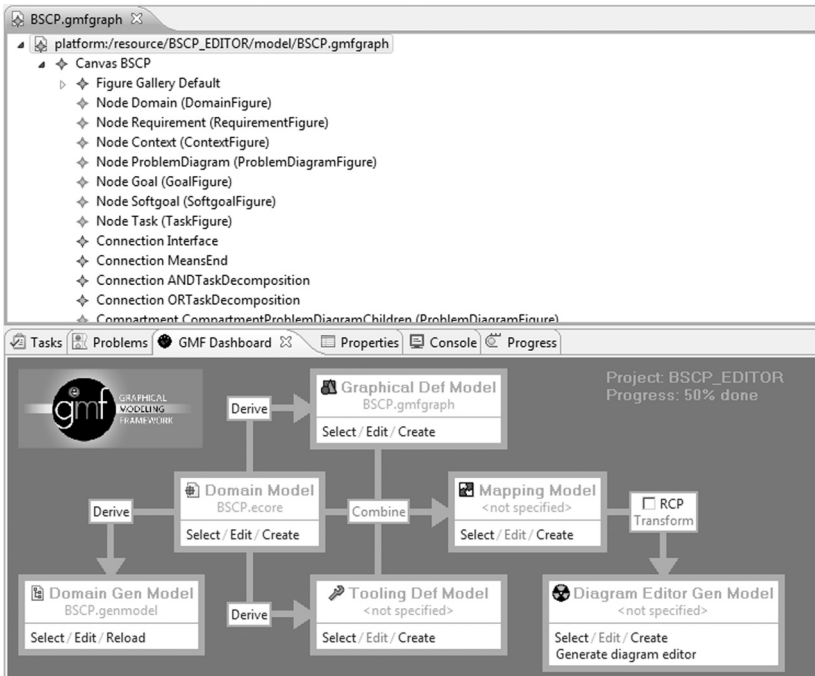 BSCP.gmfgraph
platform:/resource/BSCP_EDITOR/model/BSCP.gmfgraph
Canvas BSCP
Figure Gallery Default
Node Domain (DomainFigure)
Node Requirement (RequirementFigure)
Node Context (ContextFigure)
Node ProblemDiagram (ProblemDiagramFigure)
Node Goal (GoalFigure)
Node Softgoal (SoftgoalFigure)
Node Task (TaskFigure)
Connection Interface
Connection MeansEnd
Connection ANDTaskDecomposition
Connection ORTaskDecomposition
Compartment CompartmentProblemDiagramChildren (ProblemDiagramFigure)
Tasks Problems GMF Dashboard Properties Console Progress
gmf
GRAPHICAL
MODELING
FRAMEWORK
Derive
Graphical Def Model
BSCP.gmfgraph
Select / Edit / Create
Project: BSCP_EDITOR
Progress: 50% done
Derive
Domain Model
BSCP.ecore
Select / Edit / Create
Combine
Mapping Model
<not specified>
Select / Edit / Create
RCP
Transform
Domain Gen Model
BSCP.genmodel
Select / Edit / Reload
Derive
Tooling Def Model
<not specified>
Select / Edit / Create
Diagram Editor Gen Model
<not specified>
Select / Edit / Create
Generate diagram editor